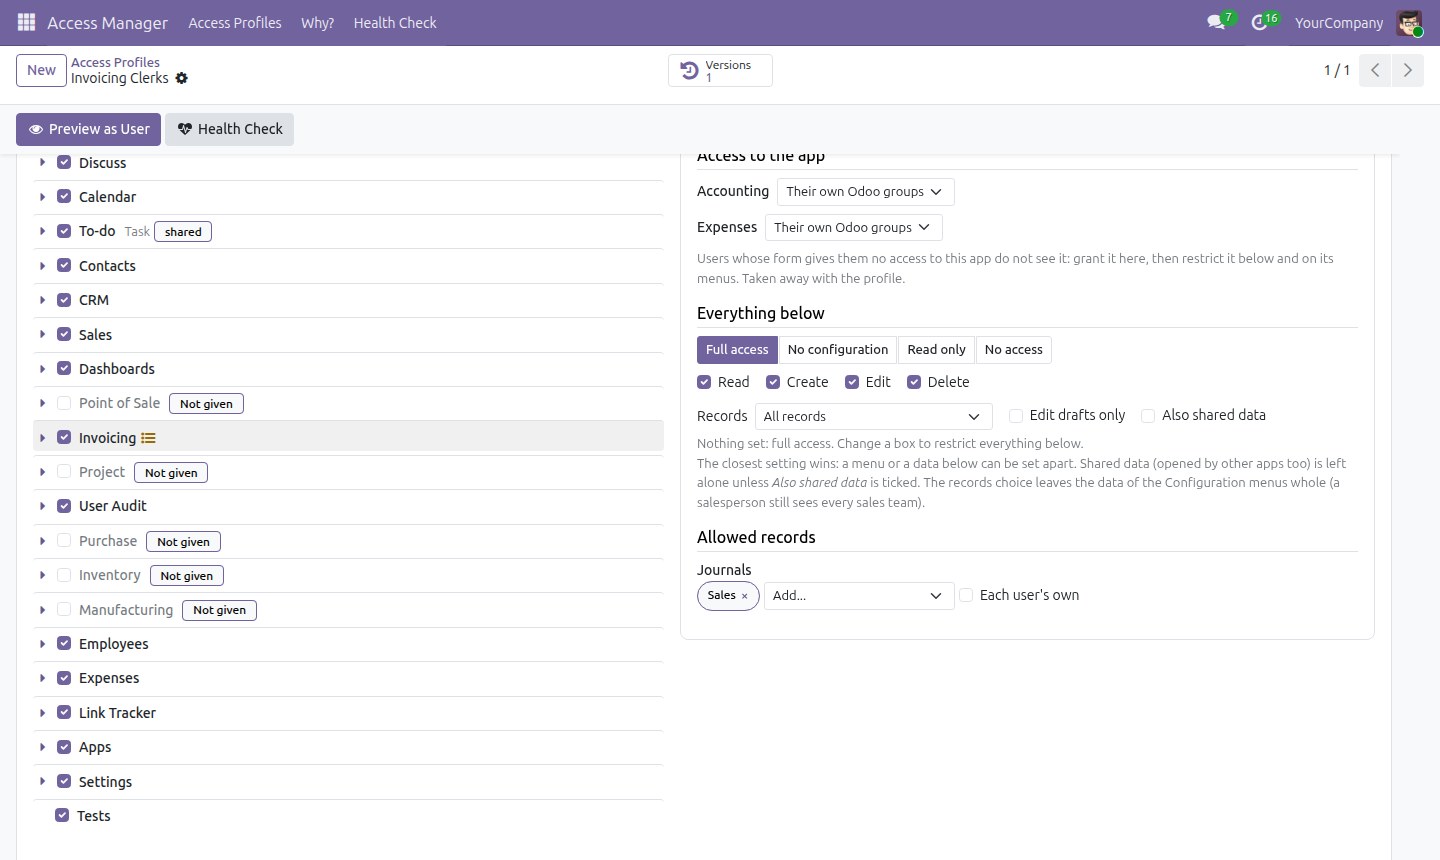 Access Manager
Access Profiles
Why?
Health Check
7
16
YourCompany
New
Access Profiles
Invoicing Clerks
Versions
1
1 / 1
Preview as User
Health Check
Discuss
Calendar
To-do Task shared
Contacts
CRM
Sales
Dashboards
Point of Sale Not given
Invoicing
Project Not given
User Audit
Purchase Not given
Inventory Not given
Manufacturing Not given
Employees
Expenses
Link Tracker
Apps
Settings
Tests
Access to the app
Accounting Their own Odoo groups
Expenses Their own Odoo groups
Users whose form gives them no access to this app do not see it: grant it here, then restrict it below and on its
menus. Taken away with the profile.
Everything below
Full access No configuration Read only No access
Read Create Edit Delete
Records All records Edit drafts only Also shared data
Nothing set: full access. Change a box to restrict everything below.
The closest setting wins: a menu or a data below can be set apart. Shared data (opened by other apps too) is left
alone unless Also shared data is ticked. The records choice leaves the data of the Configuration menus whole (a
salesperson still sees every sales team).
Allowed records
Journals
Sales × Add... Each user's own